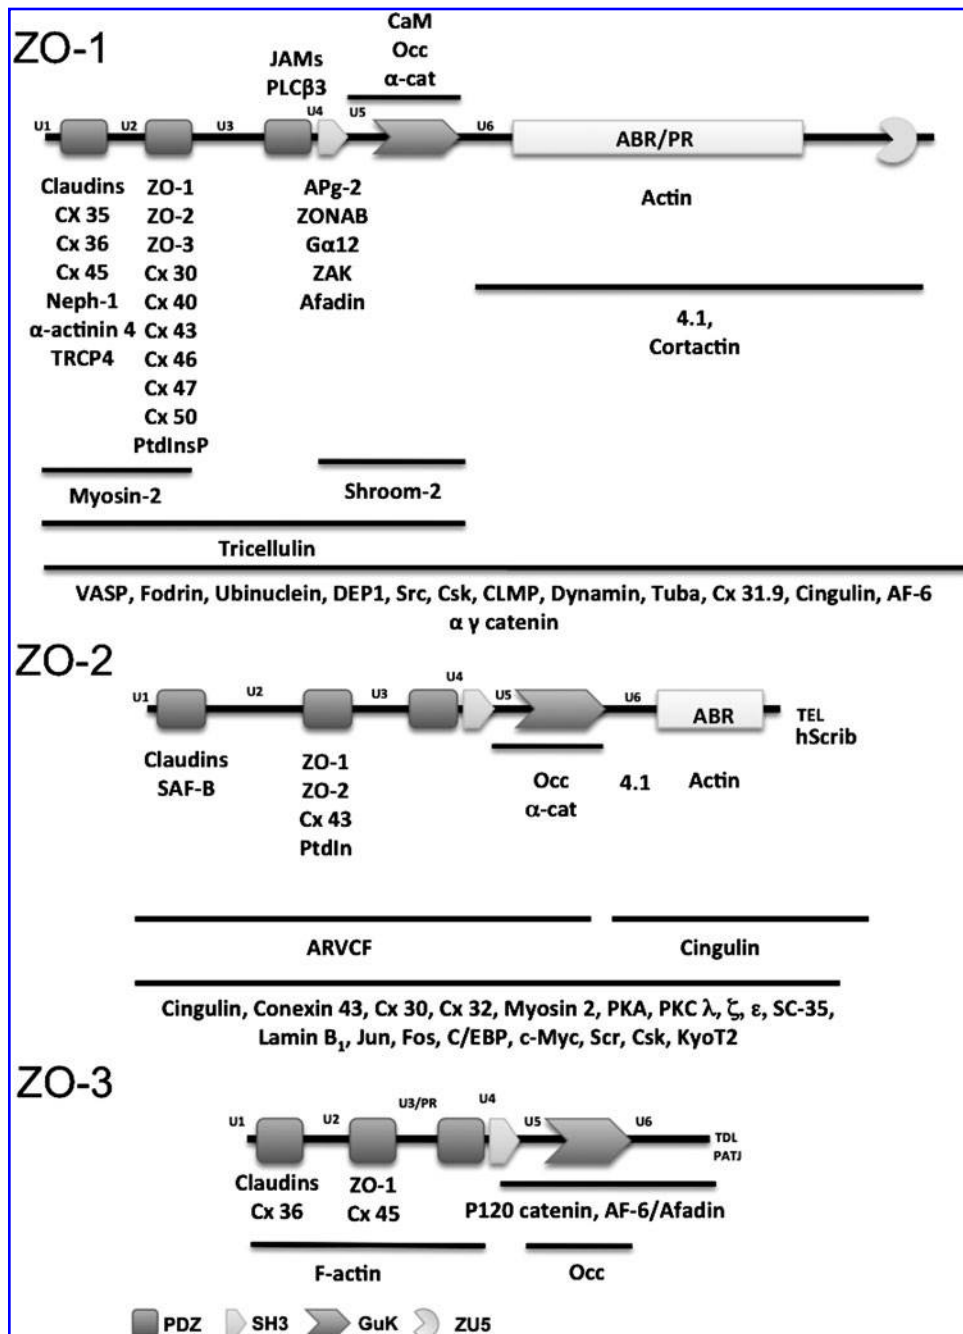 ZO-1
CaM
Occ
α-cat
JAMs
PLCβ3
U1 U2 U3 U4 U5 U6
ABR/PR
Claudins
CX 35
Cx 36
Cx 45
Neph-1
α-actinin 4
TRCP4
ZO-1
ZO-2
ZO-3
Cx 30
Cx 40
Cx 43
Cx 46
Cx 47
Cx 50
PtdInsP
APg-2
ZONAB
Gα12
ZAK
Afadin
Actin
4.1,
Cortactin
Myosin-2
Shroom-2
Tricellulin
VASP, Fodrin, Ubinuclein, DEP1, Src, Csk, CLMP, Dynamin, Tuba, Cx 31.9, Cingulin, AF-6
α γ catenin
ZO-2
U1 U2 U3 U4 U5 U6
ABR
TEL
hScrib
Claudins
SAF-B
ZO-1
ZO-2
Cx 43
PtdIn
Occ
α-cat
4.1
Actin
ARVCF
Cingulin
Cingulin, Conexin 43, Cx 30, Cx 32, Myosin 2, PKA, PKC λ, ζ, ε, SC-35,
Lamin B₁, Jun, Fos, C/EBP, c-Myc, Scr, Csk, KyoT2
ZO-3
U1 U2 U3/PR U4 U5 U6
TDL
PATJ
Claudins
Cx 36
ZO-1
Cx 45
P120 catenin, AF-6/Afadin
F-actin
Occ
PDZ SH3 GuK ZU5